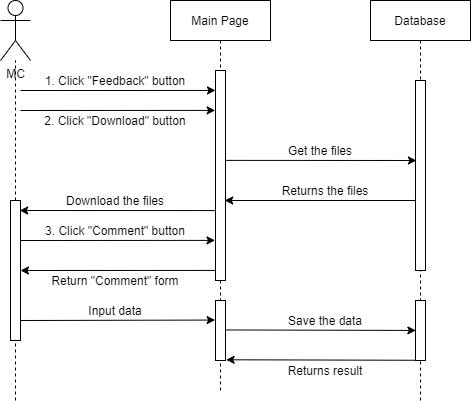 Main Page
Database
MC
1. Click "Feedback" button
2. Click "Download" button
Get the files
Returns the files
Download the files
3. Click "Comment" button
Return "Comment" form
Input data
Save the data
Returns result